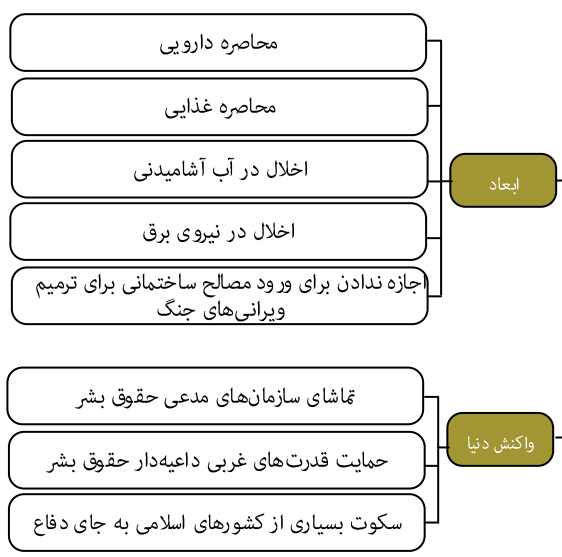 ابعاد
محاصره دارویی
محاصره غذایی
اخلال در آب آشامیدنی
اخلال در نیروی برق
اجازه ندادن برای ورود مصالح ساختمانی برای ترمیم
ویرانی‌های جنگ
واکنش دنیا
تماشای سازمان‌های مدعی حقوق بشر
حمایت قدرت‌های غربی داعیه‌دار حقوق بشر
سکوت بسیاری از کشورهای اسلامی به جای دفاع